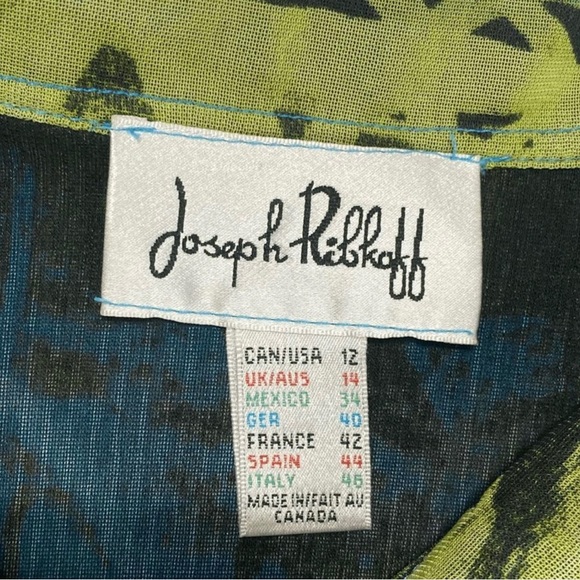 Joseph Ribkoff
CAN/USA 12
UK/AUS 14
MEXICO 34
GER 40
FRANCE 42
SPAIN 44
ITALY 46
MADE IN/FAIT AU
CANADA